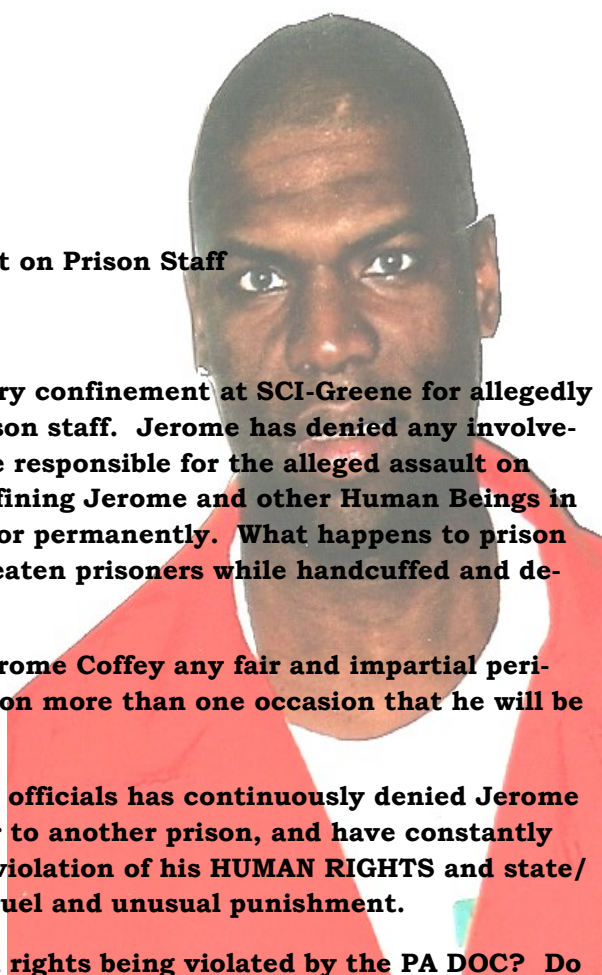 t on Prison Staff
ry confinement at SCI-Greene for allegedly
son staff. Jerome has denied any involve-
e responsible for the alleged assault on
fining Jerome and other Human Beings in
or permanently. What happens to prison
eaten prisoners while handcuffed and de-
rome Coffey any fair and impartial peri-
on more than one occasion that he will be
officials has continuously denied Jerome
r to another prison, and have constantly
violation of his HUMAN RIGHTS and state/
uel and unusual punishment.
rights being violated by the PA DOC? Do